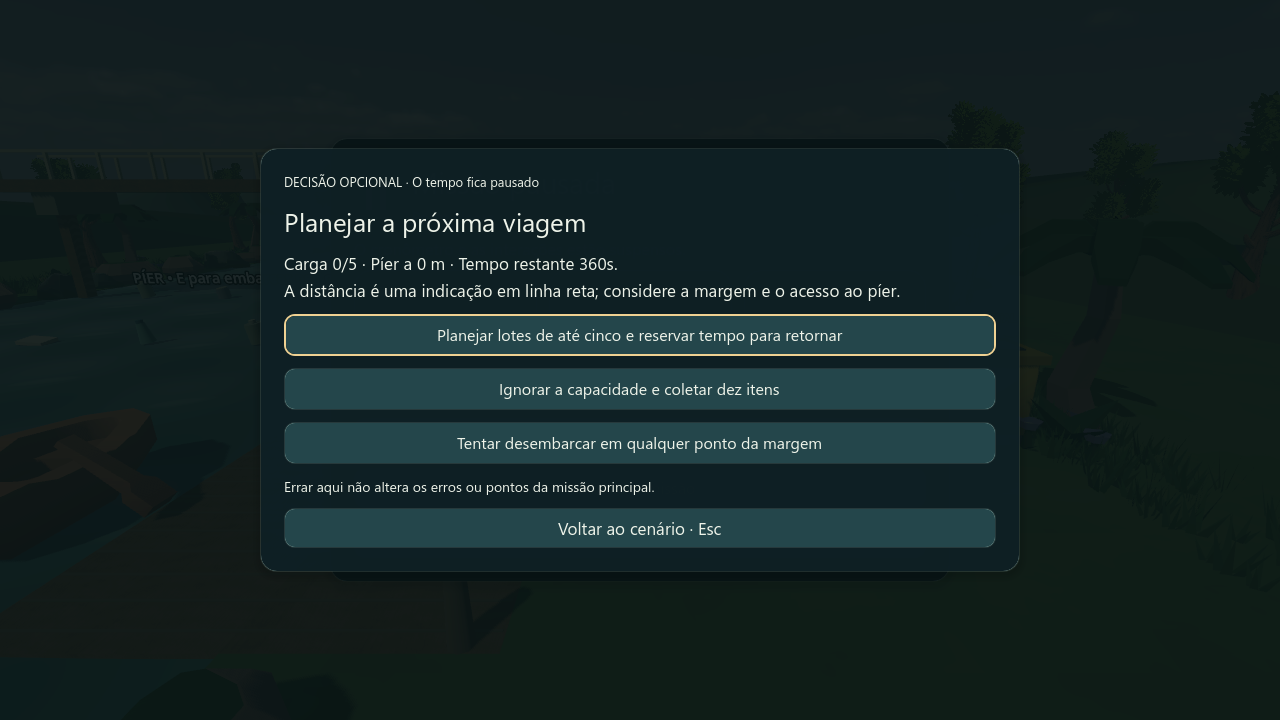 DECISÃO OPCIONAL · O tempo fica pausado
Planejar a próxima viagem
Carga 0/5 · Píer a 0 m · Tempo restante 360s.
A distância é uma indicação em linha reta; considere a margem e o acesso ao píer.
PÍER • E para emba
Planejar lotes de até cinco e reservar tempo para retornar
Ignorar a capacidade e coletar dez itens
Tentar desembarcar em qualquer ponto da margem
Errar aqui não altera os erros ou pontos da missão principal.
Voltar ao cenário · Esc